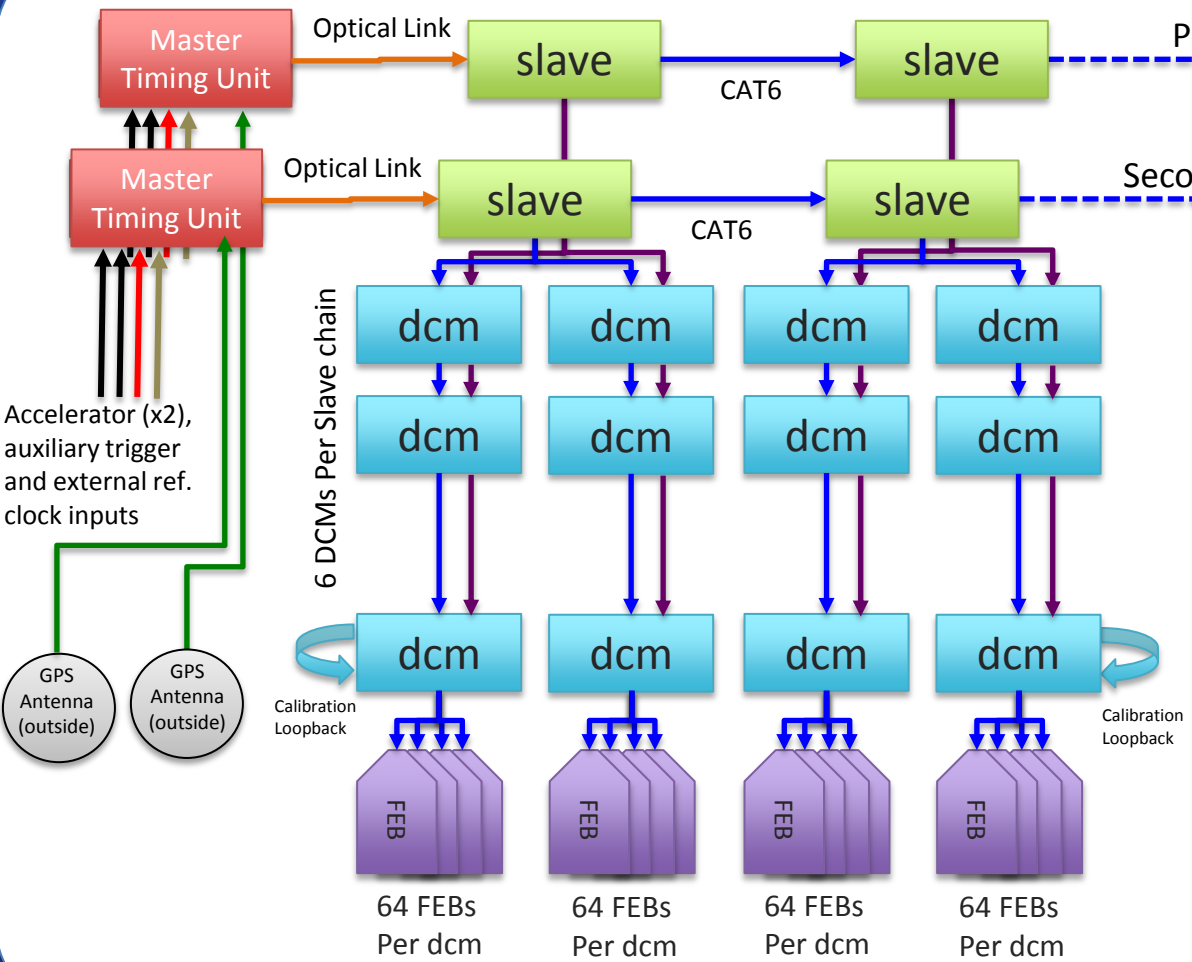 Master
Timing Unit
Optical Link
slave
CAT6
slave
P
Master
Timing Unit
Optical Link
slave
CAT6
slave
Seco
6 DCMs Per Slave chain
dcm
dcm
dcm
dcm
dcm
dcm
dcm
dcm
Accelerator (x2),
auxiliary trigger
and external ref.
clock inputs
GPS
Antenna
(outside)
GPS
Antenna
(outside)
dcm
dcm
dcm
dcm
Calibration
Loopback
Calibration
Loopback
FEB
FEB
FEB
FEB
64 FEBs
Per dcm
64 FEBs
Per dcm
64 FEBs
Per dcm
64 FEBs
Per dcm